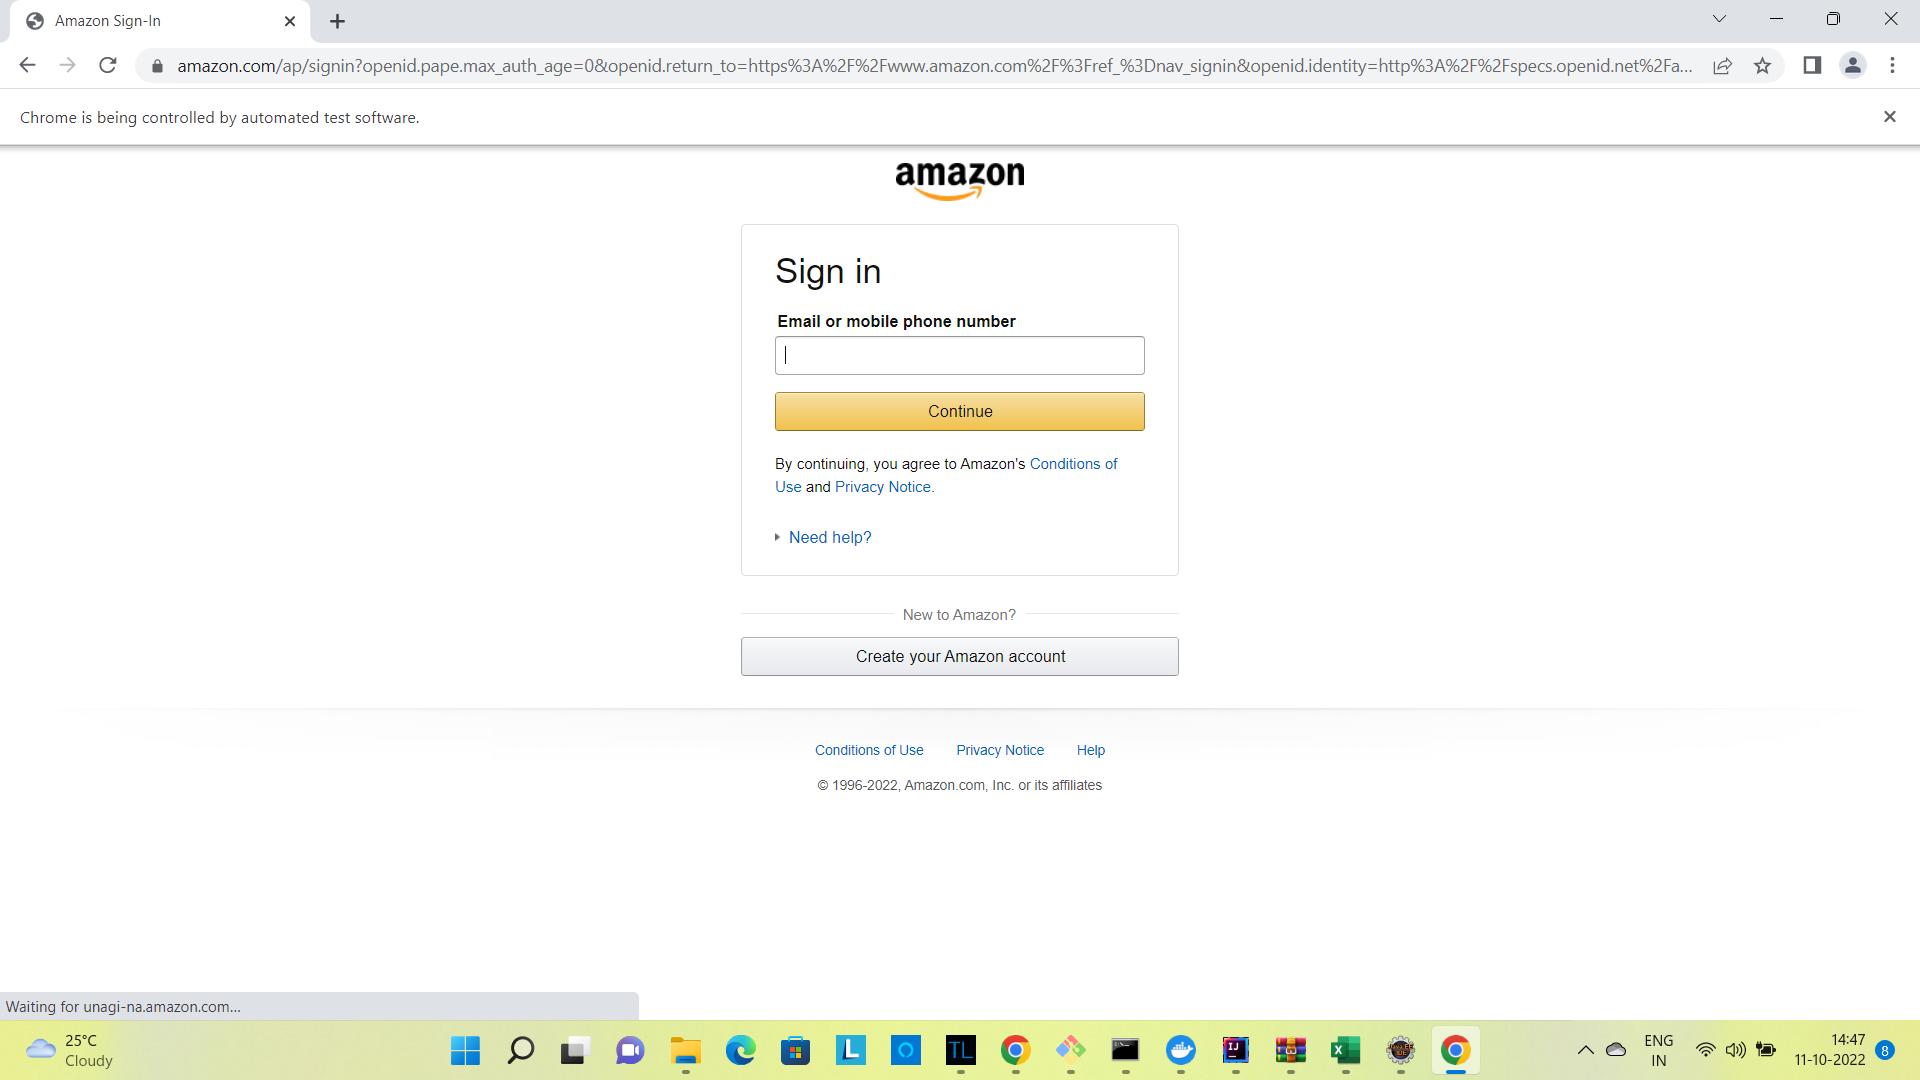 Amazon Sign-In
amazon.com/ap/signin?openid.pape.max_auth_age=0&openid.return_to=https%3A%2F%2Fwww.amazon.com%2F%3Fref_%3Dnav_signin&openid.identity=http%3A%2F%2Fspecs.openid.net%2Fa...
Chrome is being controlled by automated test software.
amazon
Sign in
Email or mobile phone number
Continue
By continuing, you agree to Amazon's Conditions of
Use and Privacy Notice.
Need help?
New to Amazon?
Create your Amazon account
Conditions of Use Privacy Notice Help
© 1996-2022, Amazon.com, Inc. or its affiliates
Waiting for unagi-na.amazon.com...
25°C
Cloudy
L
TL
IJ
X
ENG
IN
14:47
11-10-2022
8